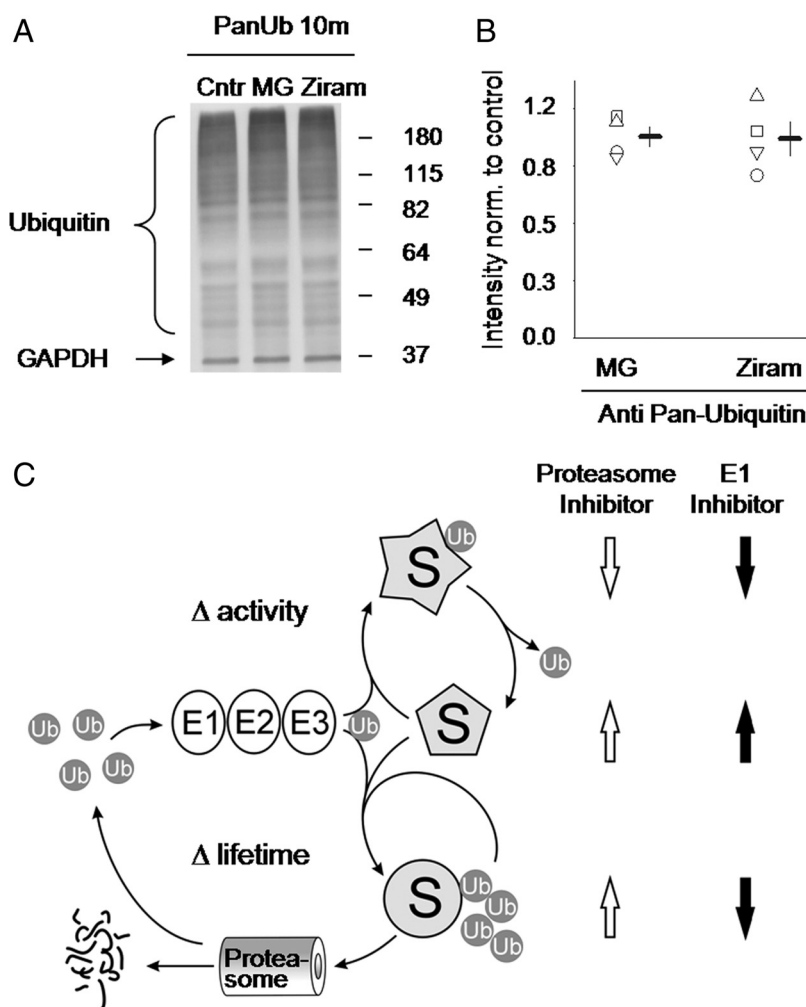 A
PanUb 10m
Cntr MG Ziram
180
115
82
64
49
37
Ubiquitin
GAPDH
B
Intensity norm. to control
1.2
0.8
0.5
0.3
0.0
MG Ziram
Anti Pan-Ubiquitin
C
Proteasome
Inhibitor
E1
Inhibitor
S
Ub
Δ activity
Ub
Ub
Ub
Ub
Ub
E1 E2 E3
Ub
S
Δ lifetime
S
Ub
Ub
Ub
Ub
Protea-
some